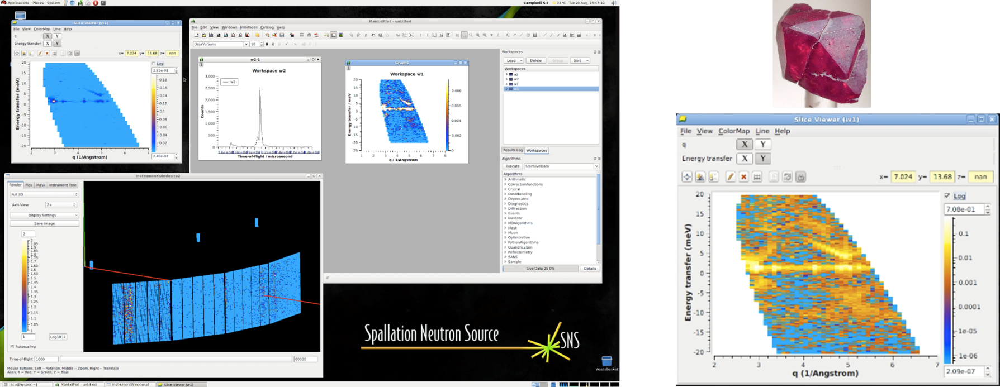 Applications Places System
Campbell S I 33 °C Tue 20 Aug, 15:47:10
Slice Viewer (w1)
File View ColorMap Line Help
q X Y
Energy transfer X Y
x= 7.024 y= 13.68 z= nan
Log
2.95e-01
0.18
0.16
0.14
0.12
0.10
0.08
0.06
0.04
0.02
2.40e-07
20
15
10
5
0
-5
-10
-15
-20
Energy transfer (meV)
2 3 4 5 6 7
q (1/Angstrom)
MantidPlot - untitled
File Edit View Windows Interfaces Catalog Help
DejaVu Sans 10
w2-1
1
Workspace w2
w2
3,000
2,500
2,000
1,500
1,000
500
0
Counts
Time-of-flight / microsecond
Graph1
1
Workspace w1
20
15
10
5
0
-5
-10
-15
-20
-25
Energy transfer / meV
0.008
0.006
0.004
0.002
0
1 2 3 4 5 6 7 8
q / 1/Angstrom
Workspaces
Load Delete Group Sort
Workspaces
a2
w2
a1
w1
Results Log Workspaces
Algorithms
Execute StartLiveData
Algorithms
Arithmetic
CorrectionFunctions
Crystal
DataHandling
Deprecated
Diagnostics
Diffraction
Events
Inelastic
MDAlgorithms
Mask
Muon
Optimization
PythonAlgorithms
Quantification
Reflectometry
SANS
Sample
Live Data 25 0% Details
InstrumentWindow:a2
Render Pick Mask Instrument Tree
Full 3D
Axis View: Z+
Display Settings
Save image
2
2
1.95
1.9
1.85
1.8
1.75
1.7
1.65
1.6
1.55
1.5
1.45
1.4
1.35
1.3
1.25
1.2
1.15
1.1
1.05
1
1 Log10
Autoscaling
Time-of-flight 1000 80000
Mouse Buttons: Left -- Rotation, Middle -- Zoom, Right -- Translate
Axes: X = Red; Y = Green; Z = Blue
Spallation Neutron Source
SNS
Wastebasket
[scu@nyspec:~] MantidPlot - untitled InstrumentWindow:a2 Slice Viewer (w1)
Slice Viewer (w1)
File View ColorMap Line Help
q X Y
Energy transfer X Y
x= 7.024 y= 13.68 z= nan
Log
7.08e-01
0.1
0.01
0.001
0.0001
1e-05
1e-06
2.09e-07
20
15
10
5
0
-5
-10
-15
-20
Energy transfer (meV)
2 3 4 5 6 7
q (1/Angstrom)